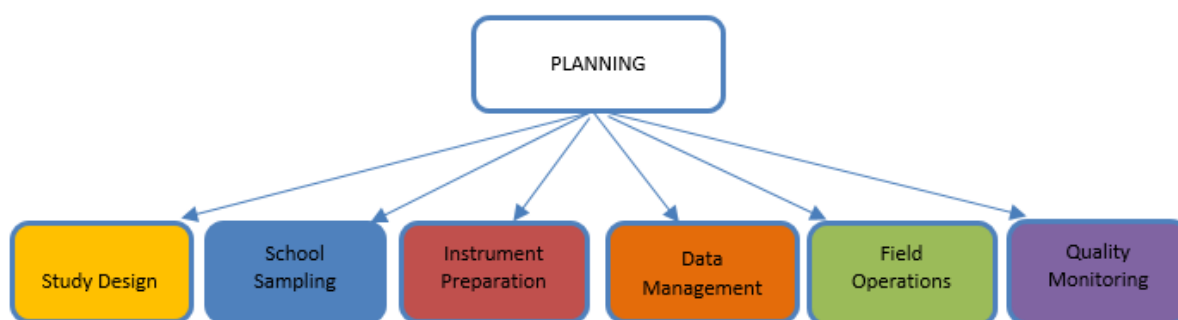 PLANNING
Study Design
School
Sampling
Instrument
Preparation
Data
Management
Field
Operations
Quality
Monitoring